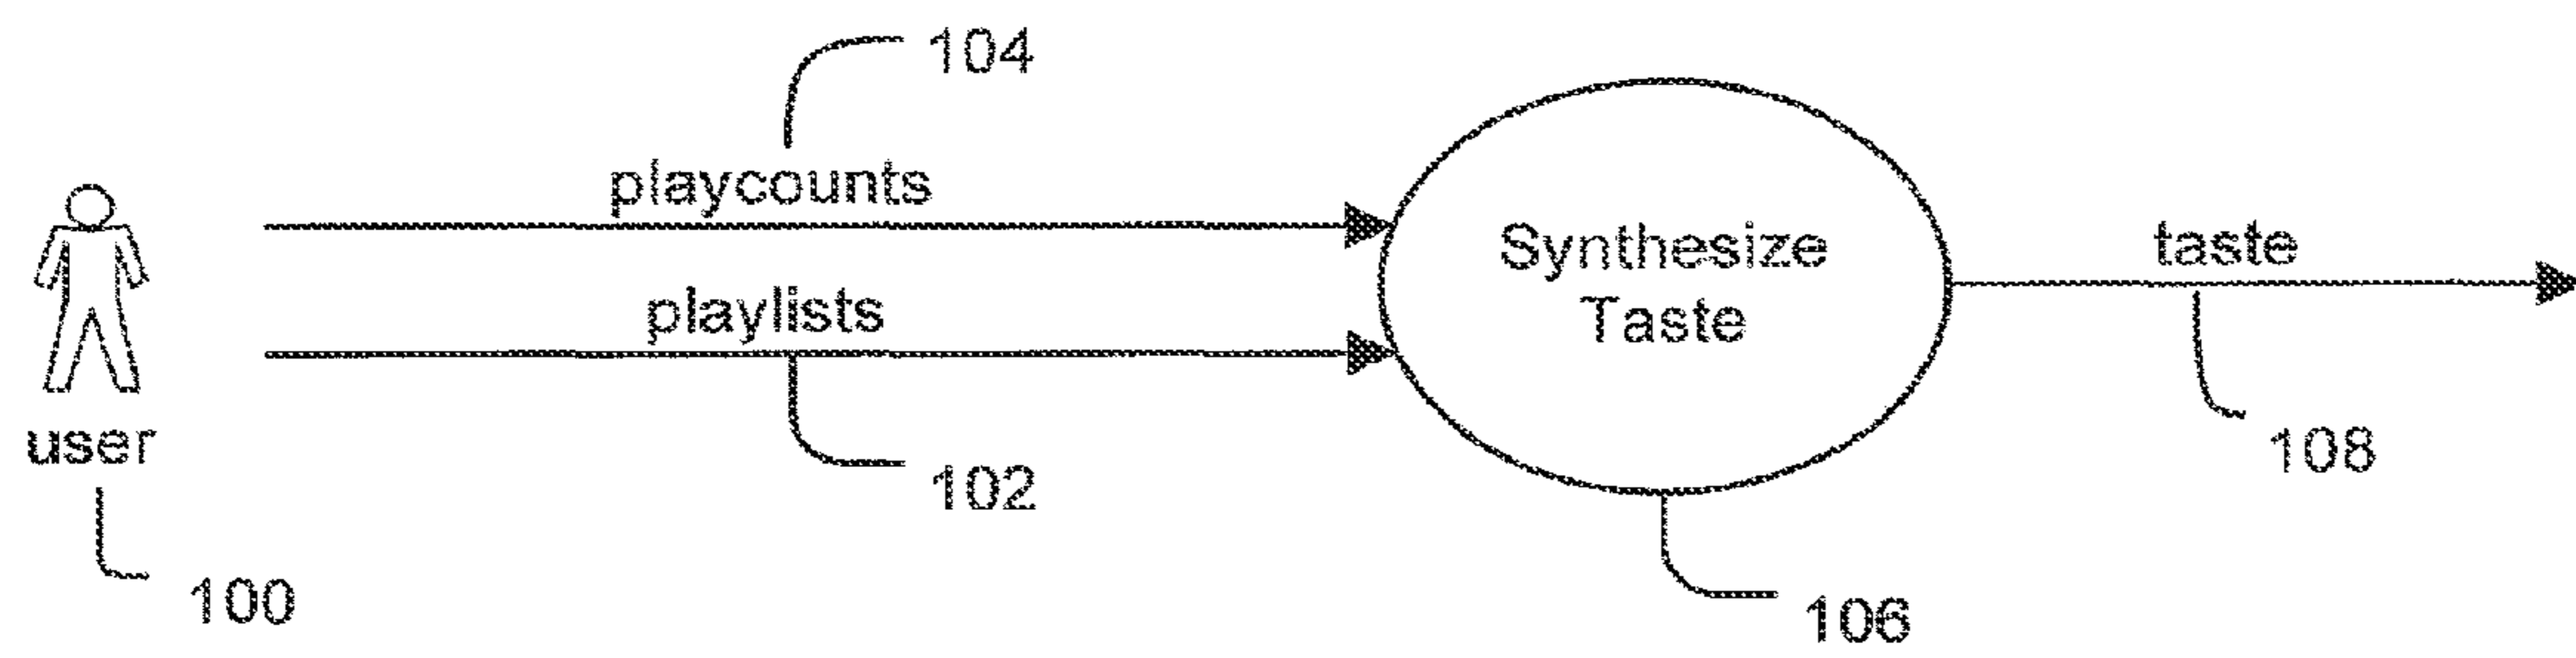 104
playcounts
Synthesize
Taste
taste
playlists
user
102
108
100
106